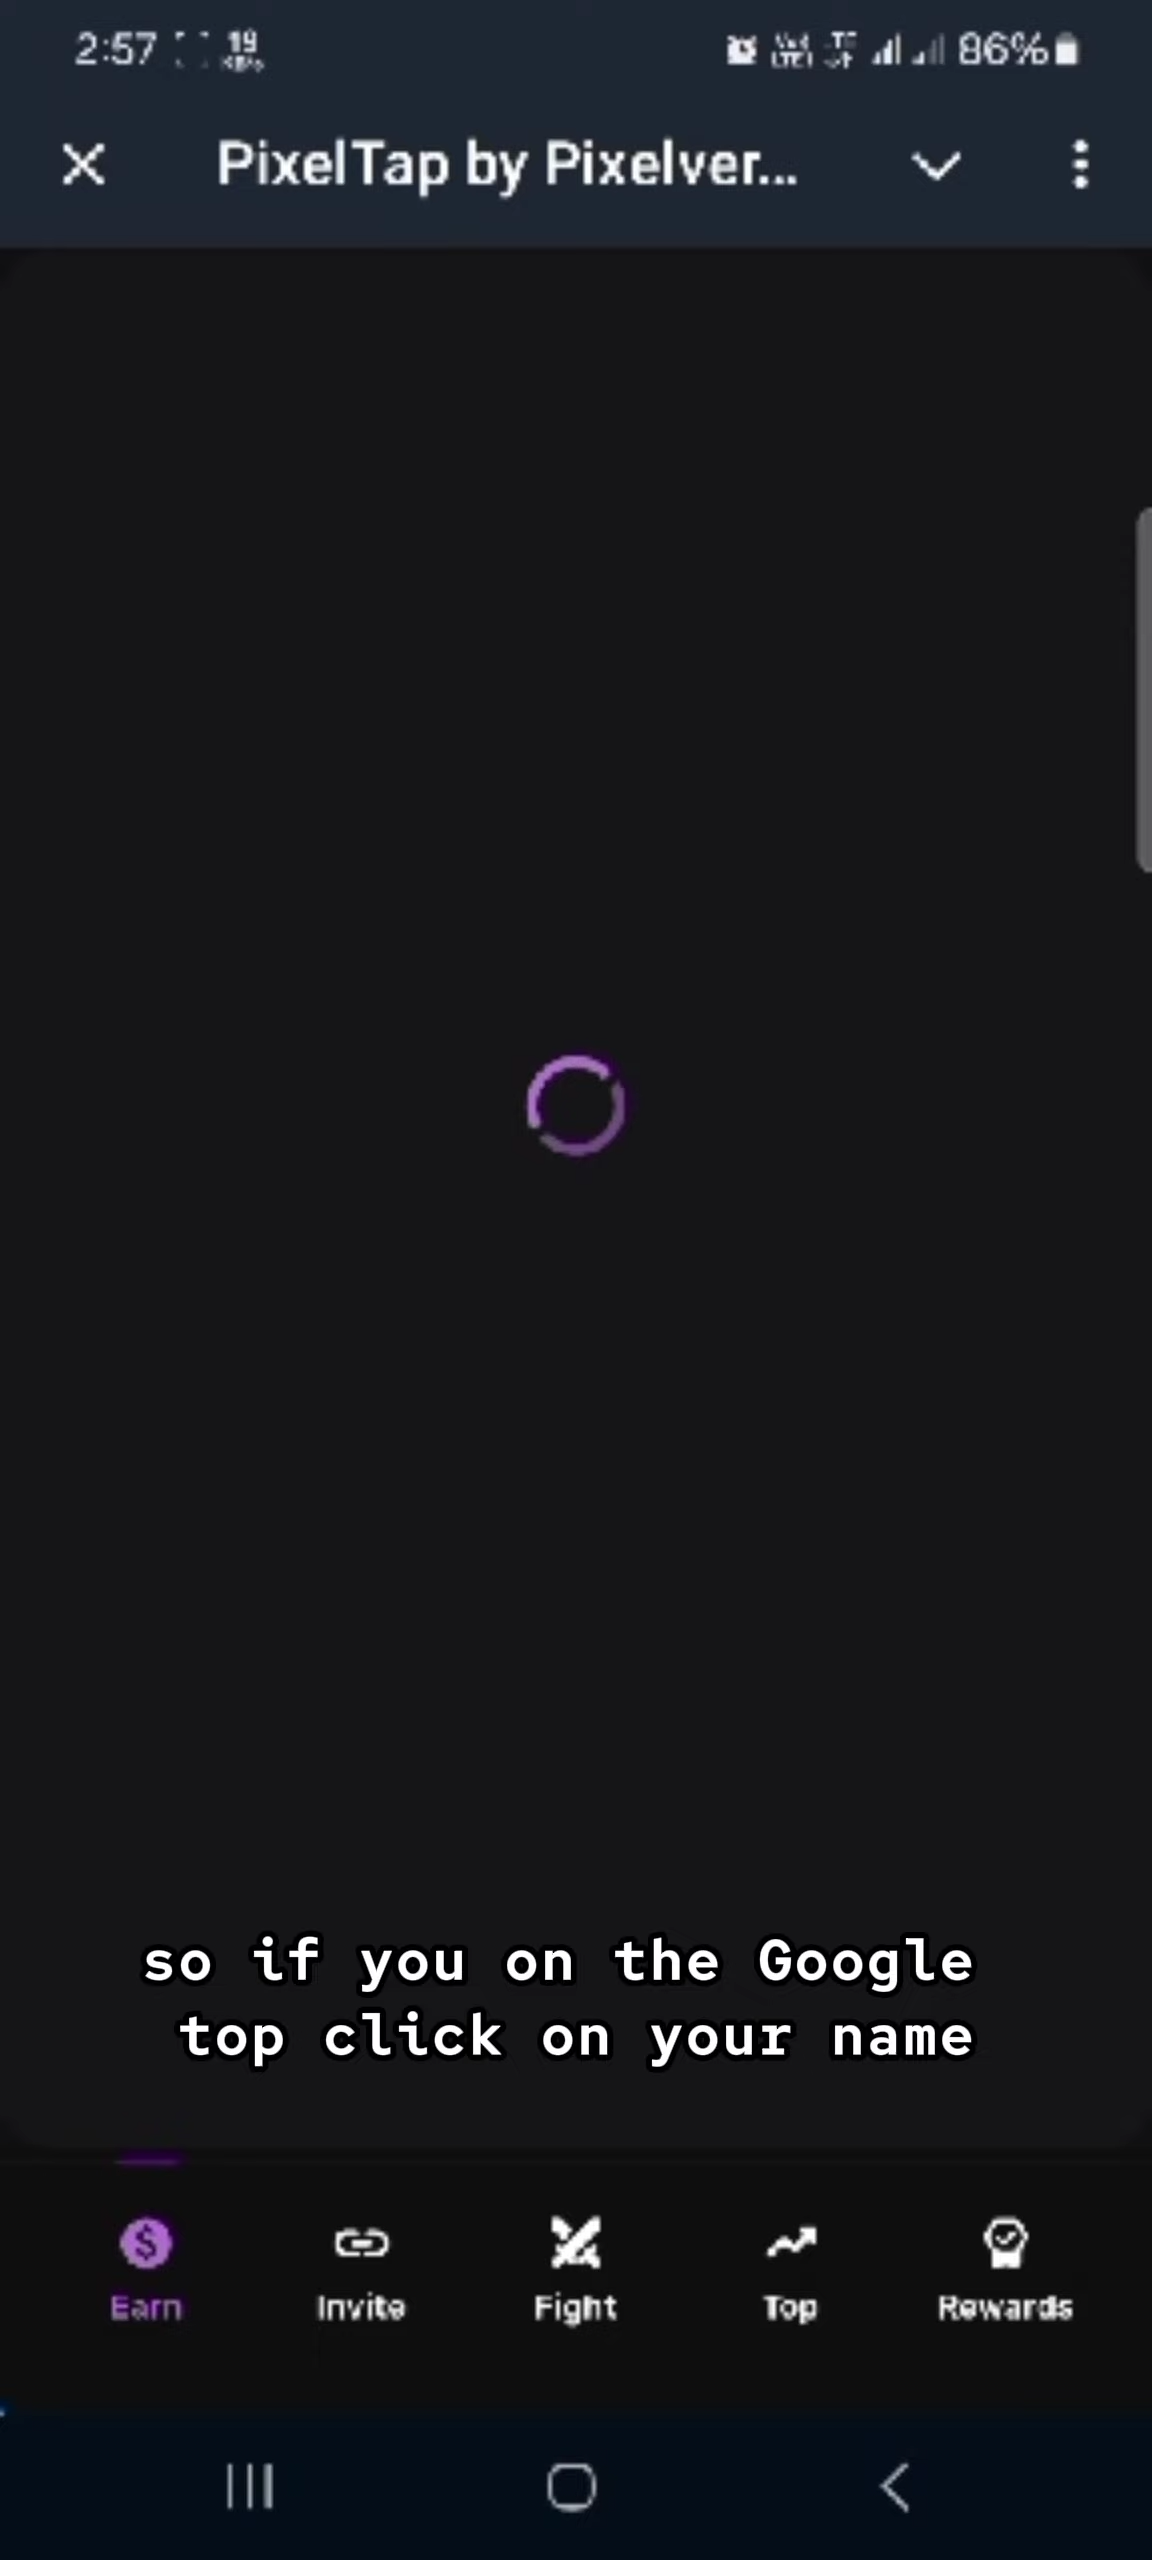 2:57 19 86%
PixelTap by Pixelver...
so if you on the Google
top click on your name
Earn Invite Fight Top Rewards